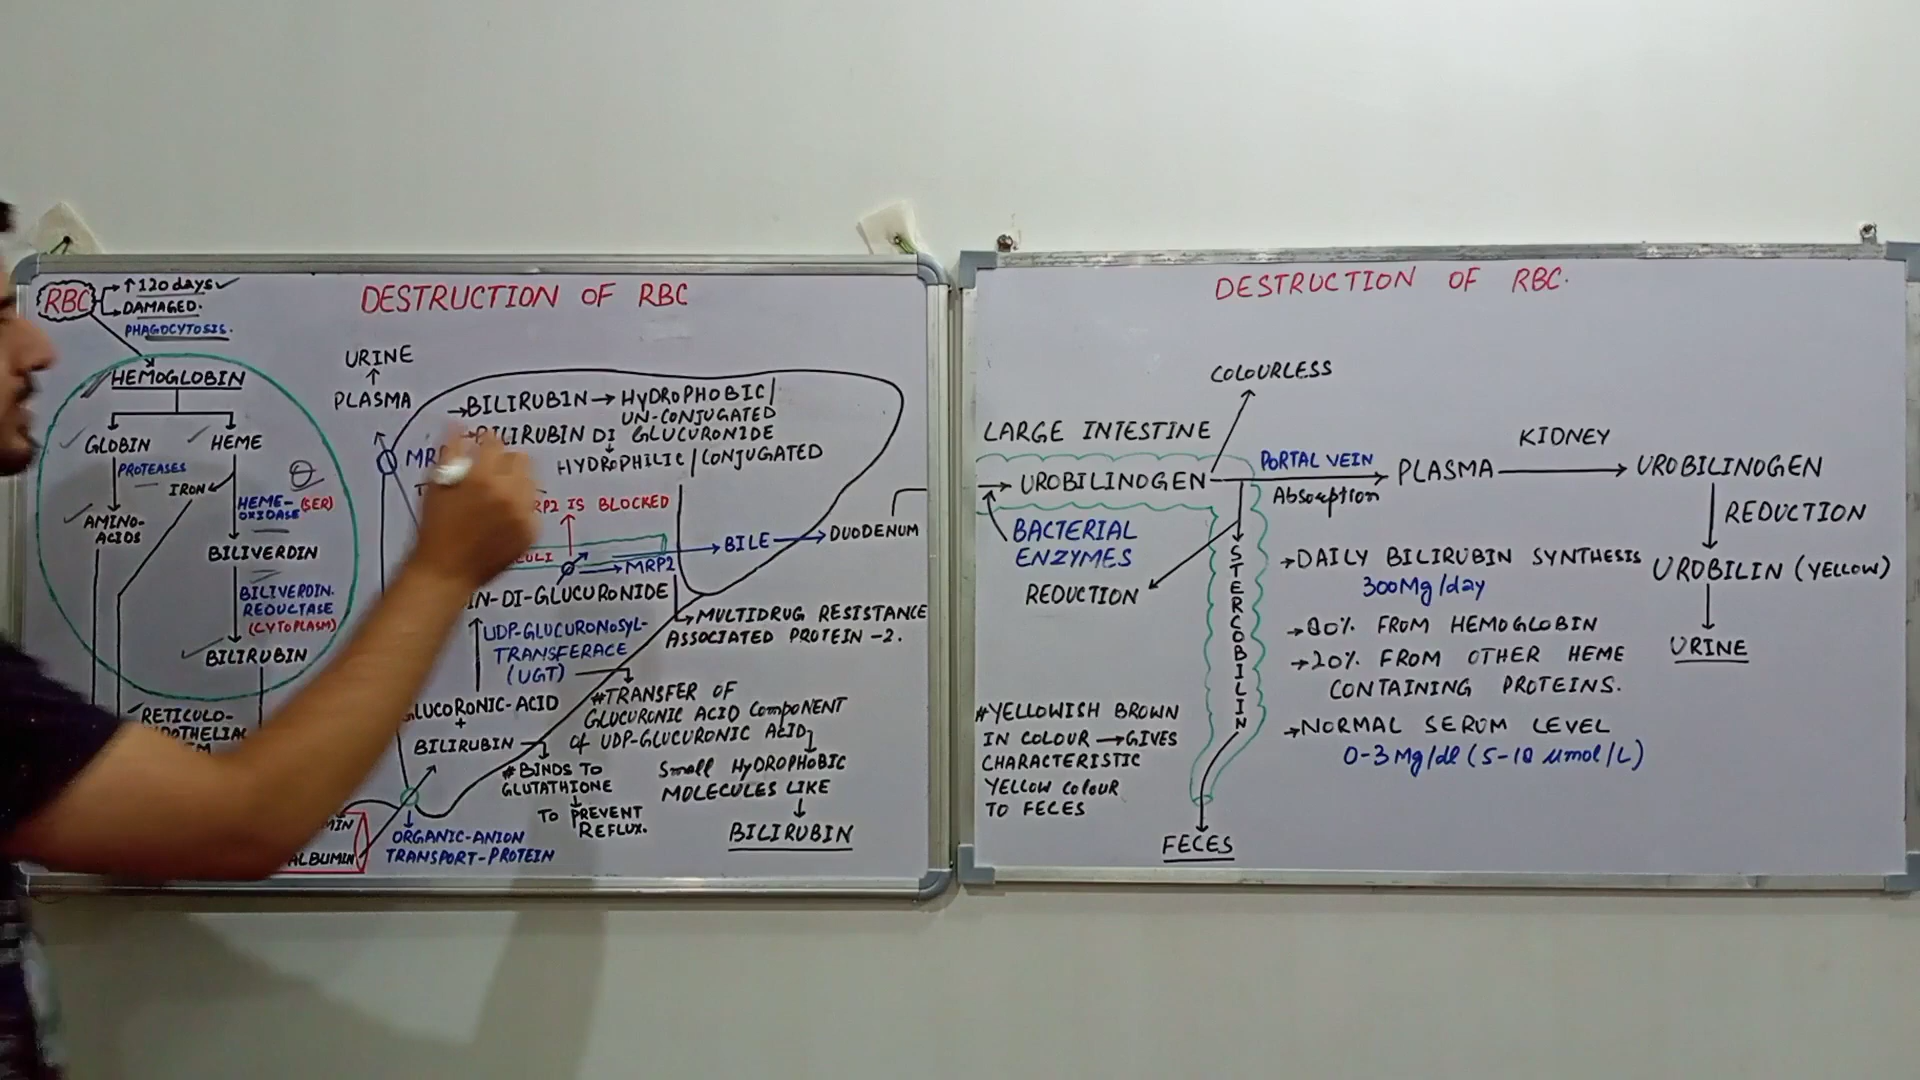 DESTRUCTION OF RBC
RBC
↑120 days
DAMAGED.
PHAGOCYTOSIS.
HEMOGLOBIN
GLOBIN
HEME
PROTEASES
IRON
HEME-
OXIDASE
(SER)
AMINO-
ACIDS
BILIVERDIN
BILIVERDIN.
REDUCTASE
(CYTOPLASM)
BILIRUBIN
RETICULO-
ALBUMIN
URINE
PLASMA
→BILIRUBIN → HYDROPHOBIC/
UN-CONJUGATED
BILIRUBIN DI GLUCURONIDE
HYDROPHILIC/CONJUGATED
IS BLOCKED
MRP2
BILE
DUODENUM
-DI-GLUCURONIDE
MULTIDRUG RESISTANCE
ASSOCIATED PROTEIN -2.
UDP-GLUCURONOSYL-
TRANSFERACE
(UGT)
GLUCORONIC-ACID
+
BILIRUBIN
#BINDS TO
GLUTATHIONE
TO PREVENT
REFLUX.
#TRANSFER OF
GLUCURONIC ACID COMPONENT
of UDP-GLUCURONIC ACID
Small HYDROPHOBIC
MOLECULES LIKE
BILIRUBIN
ORGANIC-ANION
TRANSPORT-PROTEIN
DESTRUCTION OF RBC.
COLOURLESS
LARGE INTESTINE
UROBILINOGEN
PORTAL VEIN
Absorption
PLASMA
KIDNEY
UROBILINOGEN
BACTERIAL
ENZYMES
REDUCTION
STERCOBILIN
REDUCTION
UROBILIN (YELLOW)
URINE
→DAILY BILIRUBIN SYNTHESIS
300Mg/day
→80% FROM HEMOGLOBIN
→20% FROM OTHER HEME
CONTAINING PROTEINS.
→NORMAL SERUM LEVEL
0-3 Mg/dl (5-10 umol/L)
#YELLOWISH BROWN
IN COLOUR → GIVES
CHARACTERISTIC
YELLOW COLOUR
TO FECES
FECES